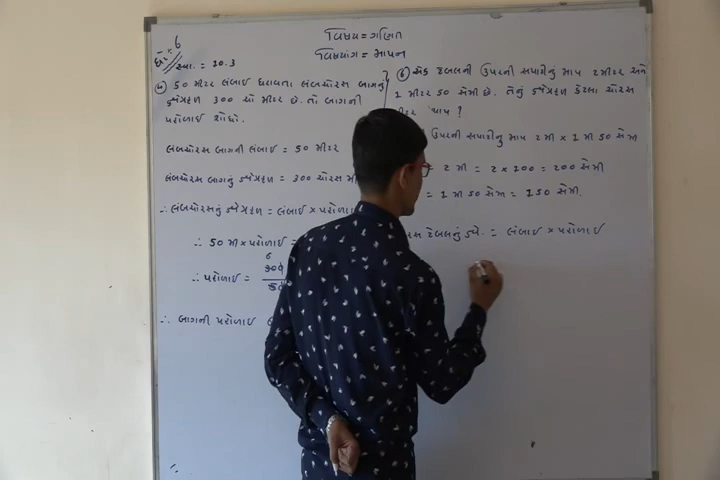 વિષય = ગણિત
વિષયાંગ = માપન
ધો : 6
સ્વા. : 10.3
50 મીટર લંબાઈ ધરાવતા લંબચોરસ બાગનું
ક્ષેત્રફળ 300 ચો મીટર છે. તો બાગની
પહોળાઈ શોધો.
લંબચોરસ બાગની લંબાઈ = 50 મીટર
લંબચોરસ બાગનું ક્ષેત્રફળ = 300 ચોરસ મી
∴ લંબચોરસનું ક્ષેત્રફળ = લંબાઈ × પહોળાઈ
∴ 50 મી × પહોળાઈ =
6
∴ પહોળાઈ = 300
∴ બાગની પહોળાઈ
એક ટેબલની ઉપરની સપાટીનું માપ 2 મીટર અને
1 મીટર 50 સેમી છે. તેનું ક્ષેત્રફળ કેટલા ચોરસ
મીટર થાય ?
ઉપરની સપાટીનું માપ 2 મી × 1 મી 50 સેમી
= 2 મી = 2 × 100 = 200 સેમી
= 1 મી 50 સેમી = 150 સેમી.
ટેબલનું ક્ષે. = લંબાઈ × પહોળાઈ